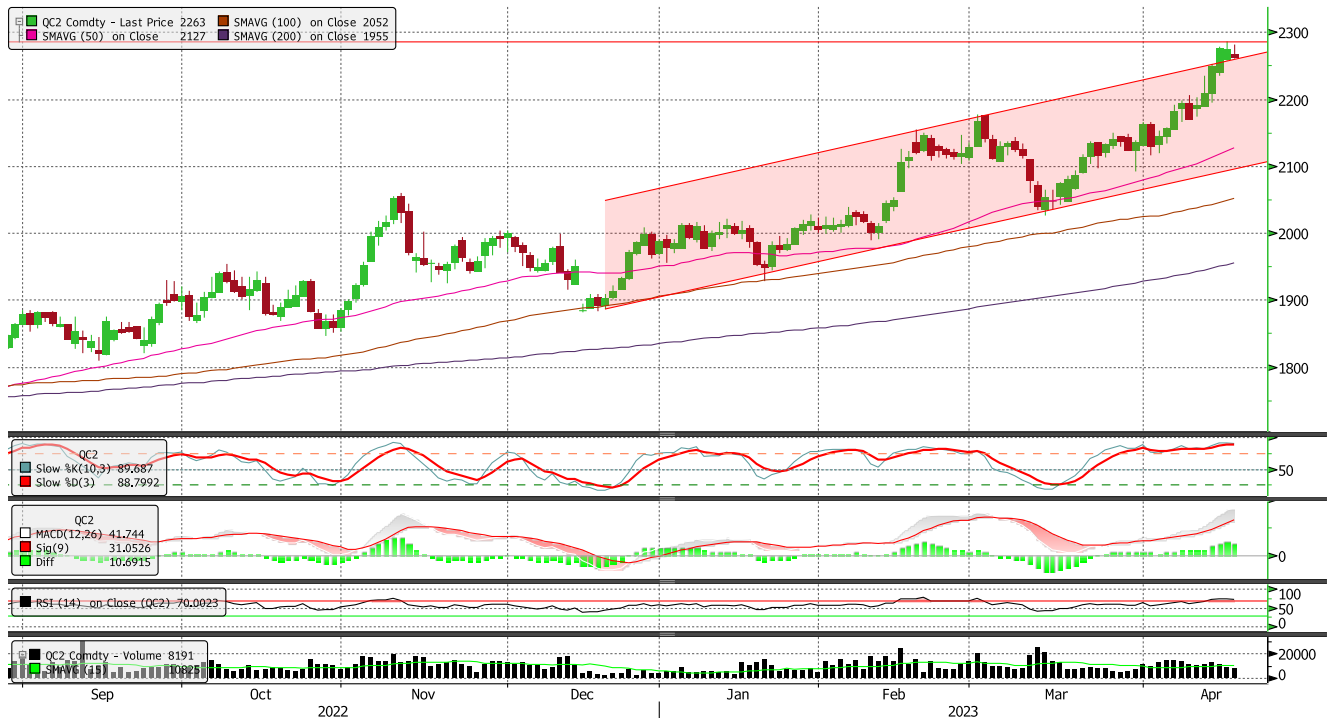 QC2 Comdty - Last Price 2263 SMAVG (100) on Close 2052
SMAVG (50) on Close 2127 SMAVG (200) on Close 1955
2300
2200
2100
2000
1900
1800
QC2
Slow %K(10,3) 89.687
Slow %D(3) 88.7992
50
QC2
MACD(12,26) 41.744
Sig(9) 31.0526
Diff 10.6915
0
RSI (14) on Close (QC2) 70.0023
100
50
0
QC2 Comdty - Volume 8191
SMAVG (15) 10825
20000
0
Sep Oct Nov Dec Jan Feb Mar Apr
2022 2023